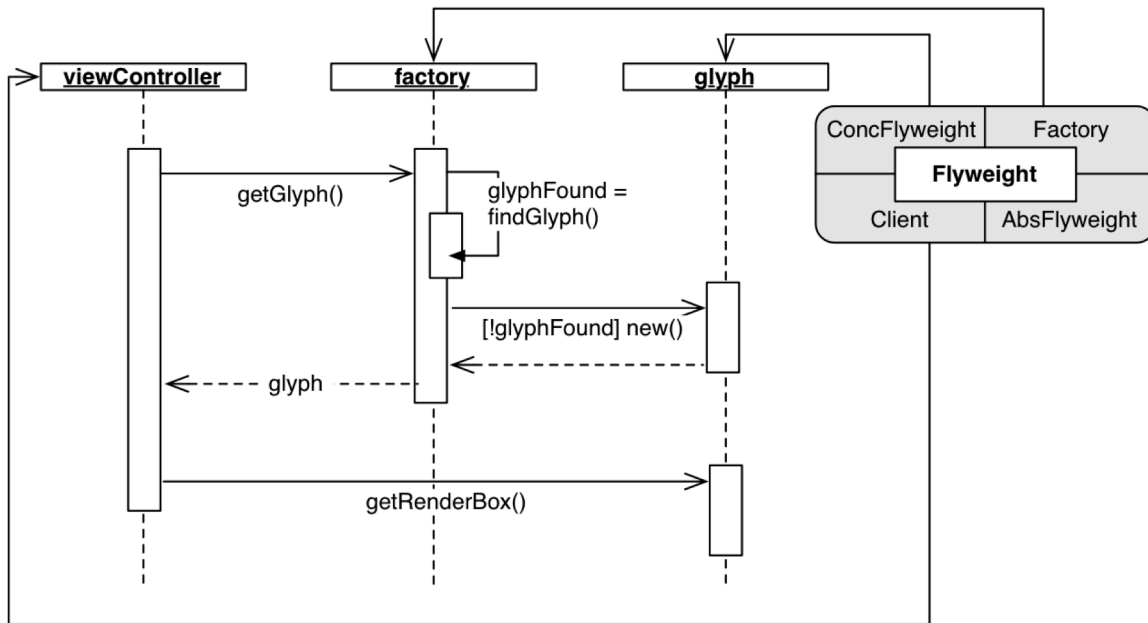 viewController
factory
glyph
ConcFlyweight
Factory
Flyweight
Client
AbsFlyweight
getGlyph()
glyphFound =
findGlyph()
[!glyphFound] new()
glyph
getRenderBox()